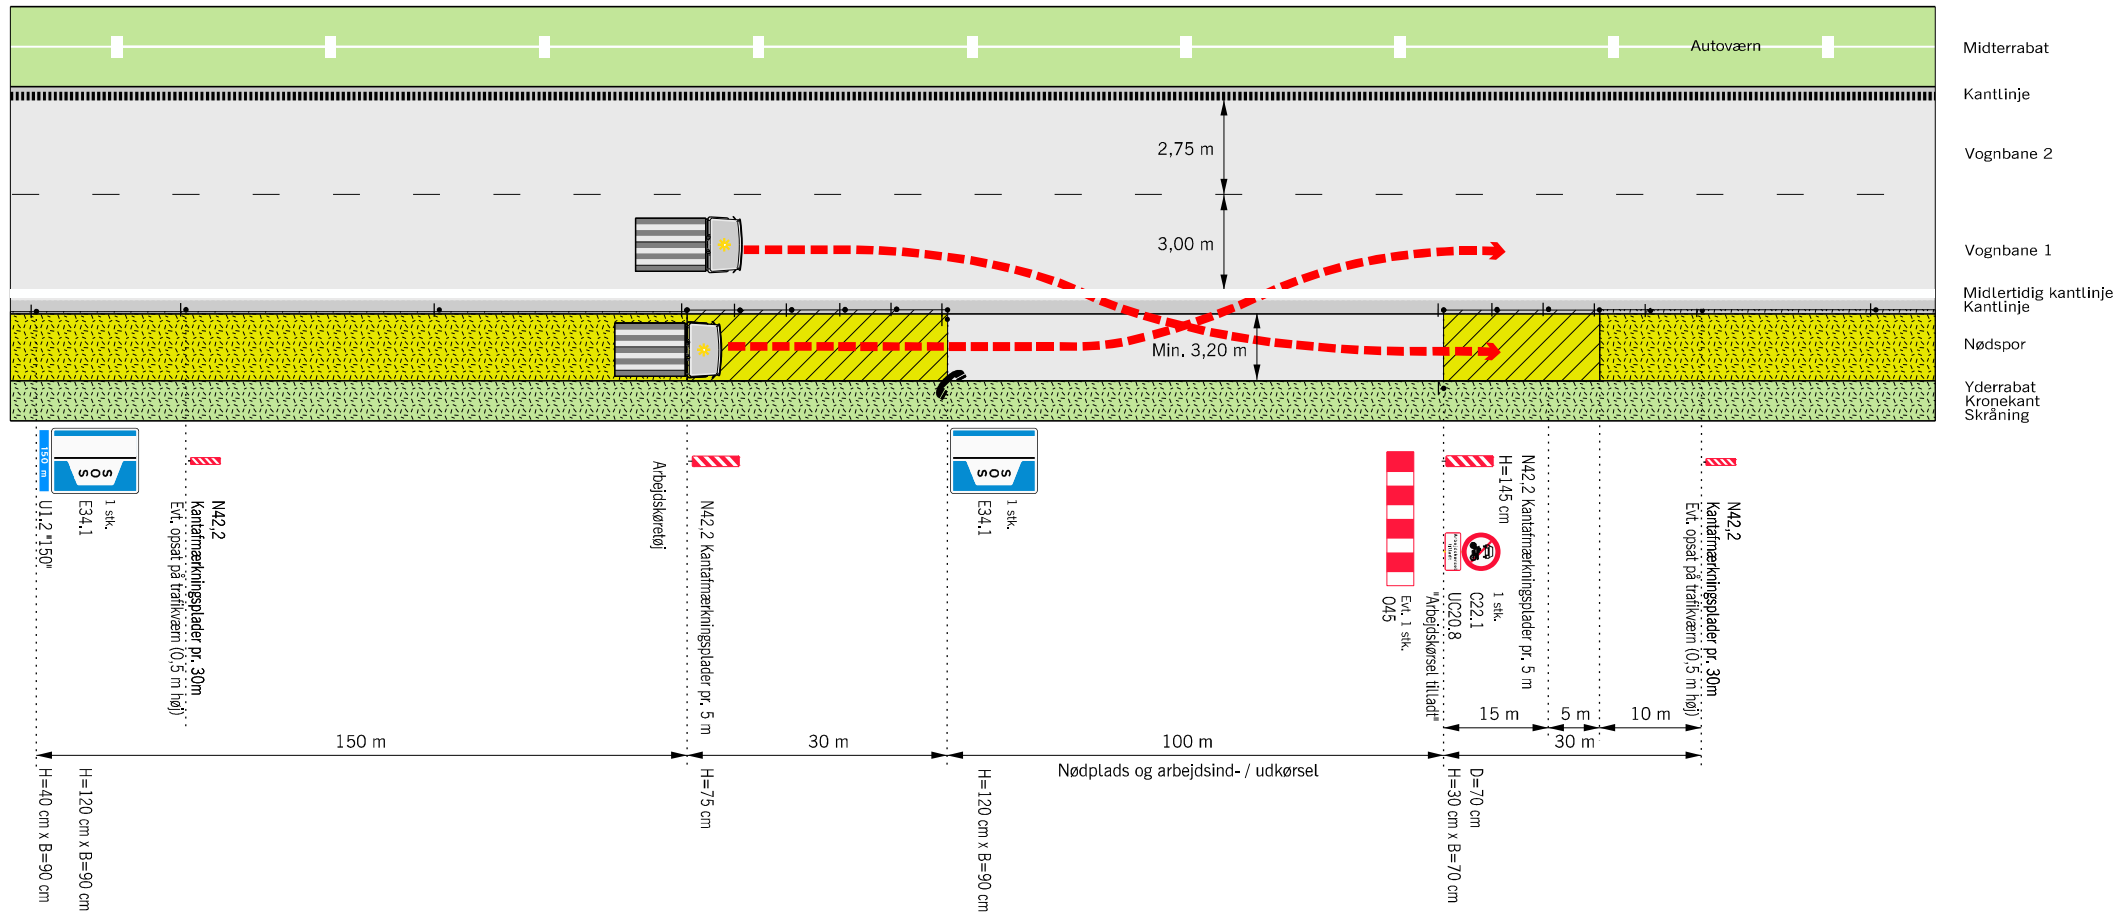 Autoværn
Midterrabat
Kantlinje
2,75 m
Vognbane 2
3,00 m
Vognbane 1
Midlertidig kantlinje
Kantlinje
Min. 3,20 m
Nødspor
Yderrabat
Kronekant
Skråning
150 m
SOS
1 stk.
E34.1
U1.2 "150"
N42,2
Kantafmærkningsplader pr. 30m
Evt. opsat på trafikværn (0,5 m høj)
Arbejdskøretøj
N42,2 Kantafmærkningsplader pr. 5 m
SOS
1 stk.
E34.1
Evt. 1 stk.
O45
N42,2 Kantafmærkningsplader pr. 5 m
H=145 cm
1 stk.
C22.1
UC20.8
"Arbejdskørsel tilladt"
N42,2
Kantafmærkningsplader pr. 30m
Evt. opsat på trafikværn (0,5 m høj)
15 m
5 m
10 m
150 m
30 m
100 m
30 m
Nødplads og arbejdsind- / udkørsel
H=120 cm x B=90 cm
H=40 cm x B=90 cm
H=75 cm
H=120 cm x B=90 cm
D=70 cm
H=30 cm x B=70 cm